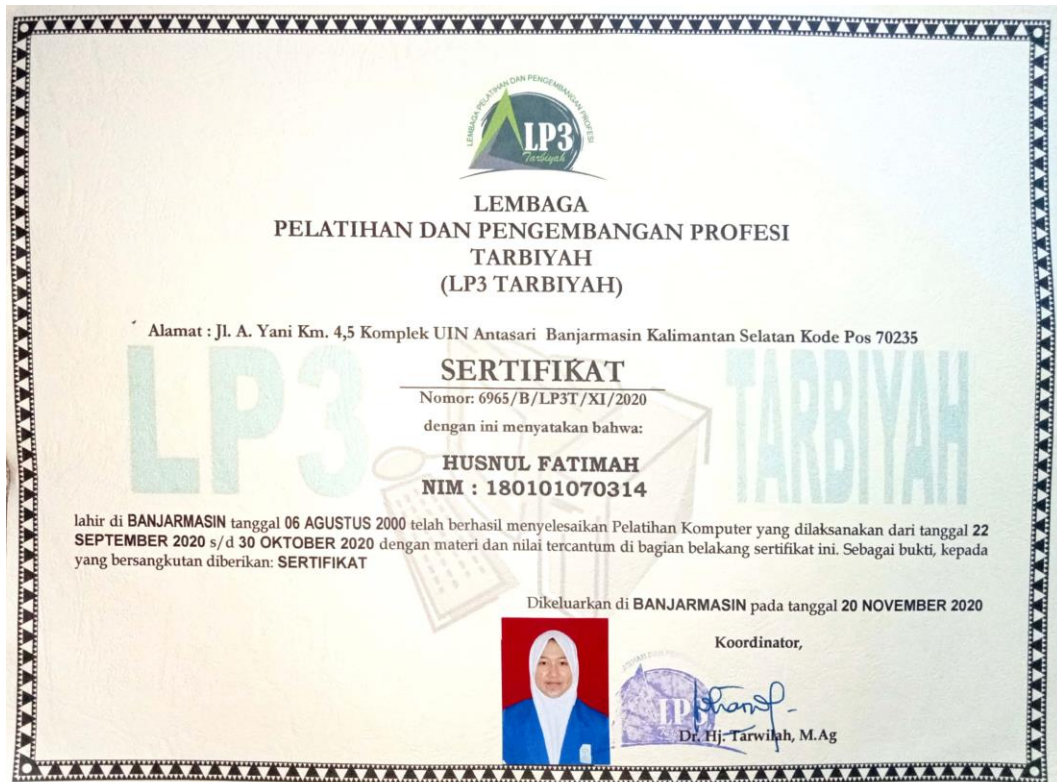 LEMBAGA PELATIHAN DAN PENGEMBANGAN PROFESI
LP3
Tarbiyah
LEMBAGA
PELATIHAN DAN PENGEMBANGAN PROFESI
TARBIYAH
(LP3 TARBIYAH)
Alamat : Jl. A. Yani Km. 4,5 Komplek UIN Antasari Banjarmasin Kalimantan Selatan Kode Pos 70235
LP3 TARBIYAH
SERTIFIKAT
Nomor: 6965/B/LP3T/XI/2020
dengan ini menyatakan bahwa:
HUSNUL FATIMAH
NIM : 180101070314
lahir di BANJARMASIN tanggal 06 AGUSTUS 2000 telah berhasil menyelesaikan Pelatihan Komputer yang dilaksanakan dari tanggal 22
SEPTEMBER 2020 s/d 30 OKTOBER 2020 dengan materi dan nilai tercantum di bagian belakang sertifikat ini. Sebagai bukti, kepada
yang bersangkutan diberikan: SERTIFIKAT
Dikeluarkan di BANJARMASIN pada tanggal 20 NOVEMBER 2020
Koordinator,
LP3
Dr. Hj. Tarwilah, M.Ag